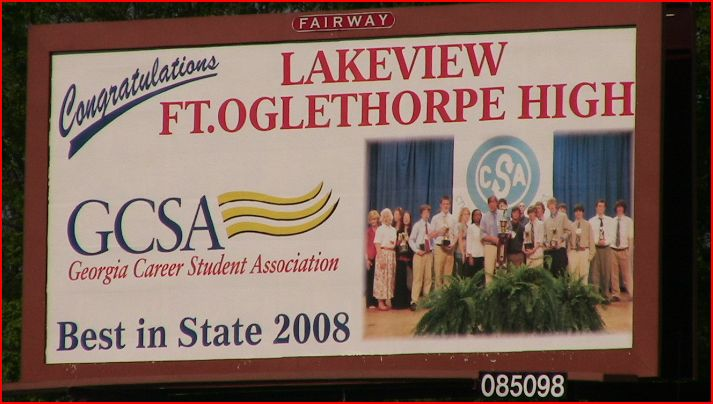 FAIRWAY
Congratulations
LAKEVIEW
FT.OGLETHORPE HIGH
CSA
GCSA
Georgia Career Student Association
Best in State 2008
085098